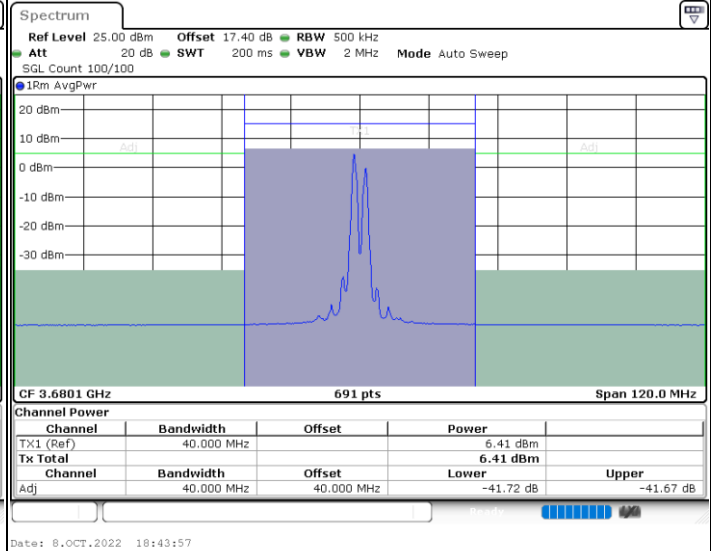 Spectrum
Ref Level 25.00 dBm Offset 17.40 dB RBW 500 kHz
Att 20 dB SWT 200 ms VBW 2 MHz Mode Auto Sweep
SGL Count 100/100
1Rm AvgPwr
20 dBm
TX1
10 dBm
Adj Adj
0 dBm
-10 dBm
-20 dBm
-30 dBm
CF 3.6801 GHz 691 pts Span 120.0 MHz
Channel Power
Channel Bandwidth Offset Power
TX1 (Ref) 40.000 MHz 6.41 dBm
Tx Total 6.41 dBm
Channel Bandwidth Offset Lower Upper
Adj 40.000 MHz 40.000 MHz -41.72 dB -41.67 dB
Ready
Date: 8.OCT.2022 18:43:57